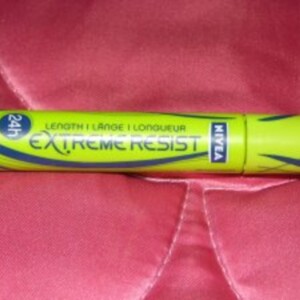 24h
LENGTH I LÄNGE I LONGUEUR
EXTREME RESIST
NIVEA